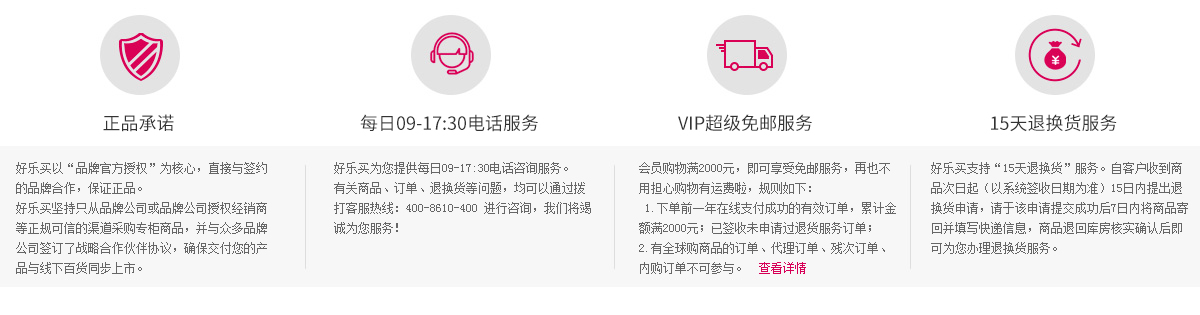 正品承诺
好乐买以“品牌官方授权”为核心，直接与签约
的品牌合作，保证正品。
好乐买坚持只从品牌公司或品牌公司授权经销商
等正规可信的渠道采购专柜商品，并与众多品牌
公司签订了战略合作伙伴协议，确保交付您的产
品与线下百货同步上市。
每日09-17:30电话服务
好乐买为您提供每日09-17:30电话咨询服务。
有关商品、订单、退换货等问题，均可以通过拨
打客服热线：400-8610-400 进行咨询，我们将竭
诚为您服务！
VIP超级免邮服务
会员购物满2000元，即可享受免邮服务，再也不
用担心购物有运费啦，规则如下：
1.下单前一年在线支付成功的有效订单，累计金
额满2000元；已签收未申请过退货服务订单；
2.有全球购商品的订单、代理订单、残次订单、
内购订单不可参与。 查看详情
15天退换货服务
好乐买支持“15天退换货”服务。自客户收到商
品次日起（以系统签收日期为准）15日内提出退
换货申请，请于该申请提交成功后7日内将商品寄
回并填写快递信息，商品退回库房核实确认后即
可为您办理退换货服务。
¥